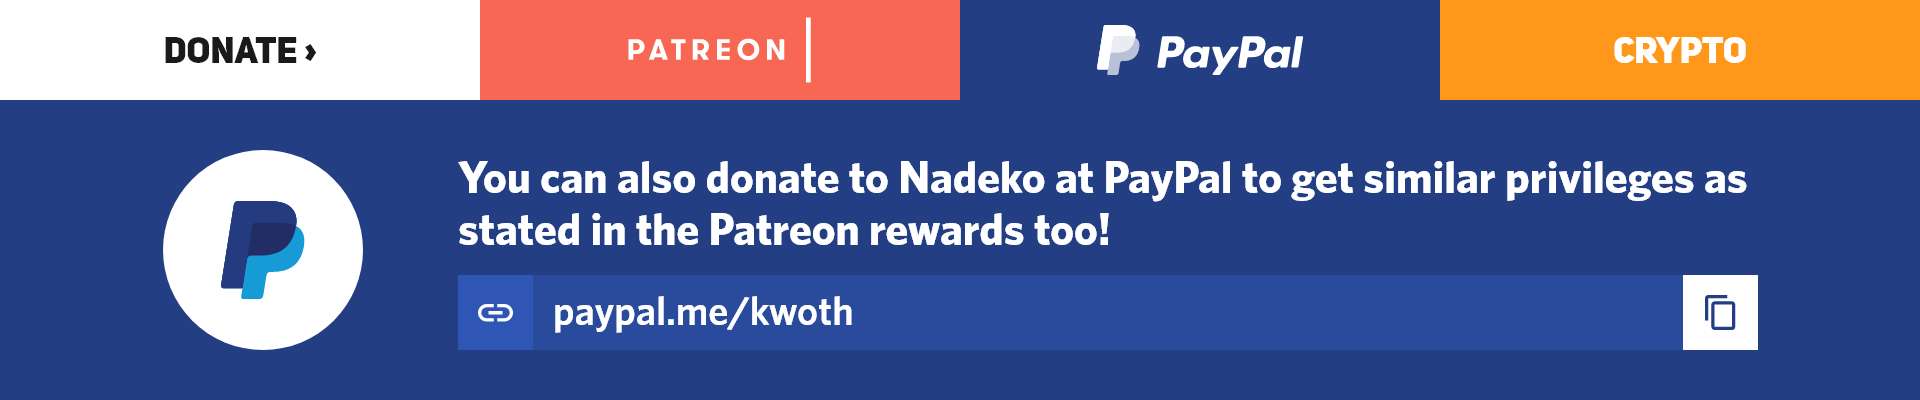 DONATE ›
PATREON
PayPal
CRYPTO
You can also donate to Nadeko at PayPal to get similar privileges as
stated in the Patreon rewards too!
paypal.me/kwoth